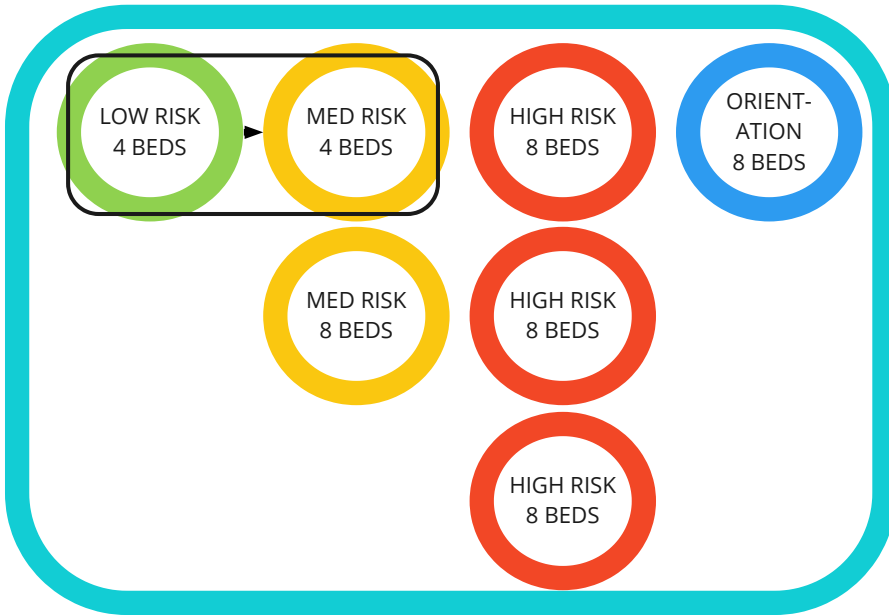 LOW RISK
4 BEDS
MED RISK
4 BEDS
HIGH RISK
8 BEDS
ORIENT-
ATION
8 BEDS
MED RISK
8 BEDS
HIGH RISK
8 BEDS
HIGH RISK
8 BEDS